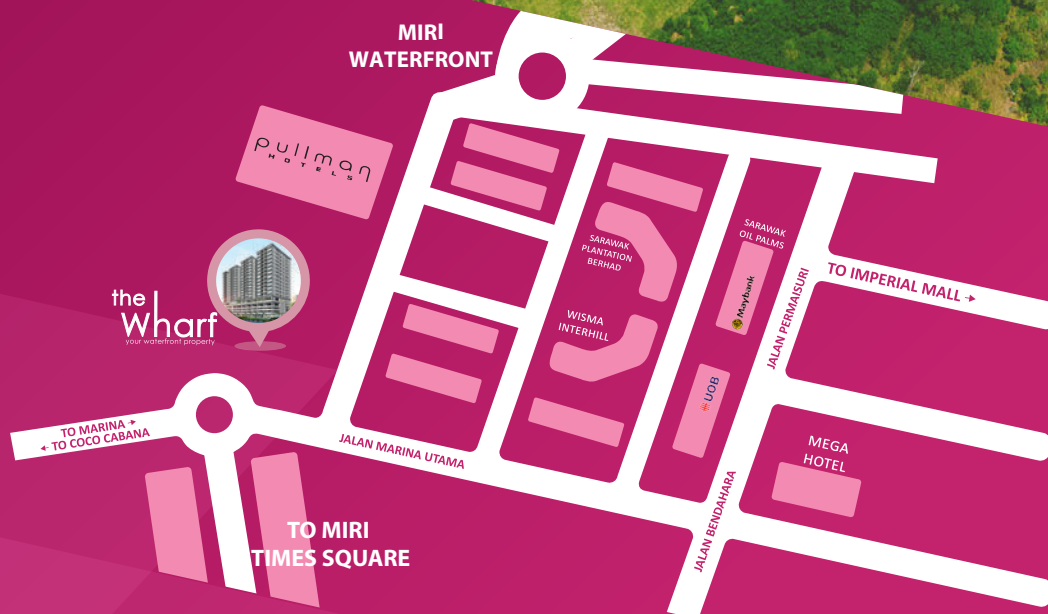 MIRI
WATERFRONT
pullman
HOTELS
SARAWAK
OIL PALMS
SARAWAK
PLANTATION
BERHAD
Maybank
TO IMPERIAL MALL →
JALAN PERMAISURI
the
Wharf
your waterfront property
WISMA
INTERHILL
UOB
TO MARINA →
← TO COCO CABANA
JALAN MARINA UTAMA
MEGA
HOTEL
JALAN BENDAHARA
TO MIRI
TIMES SQUARE